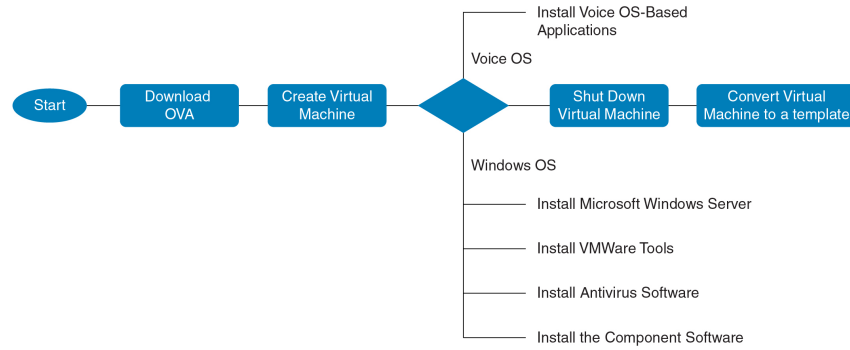 Install Voice OS-Based
Applications
Voice OS
Start
Download
OVA
Create Virtual
Machine
Shut Down
Virtual Machine
Convert Virtual
Machine to a template
Windows OS
Install Microsoft Windows Server
Install VMWare Tools
Install Antivirus Software
Install the Component Software